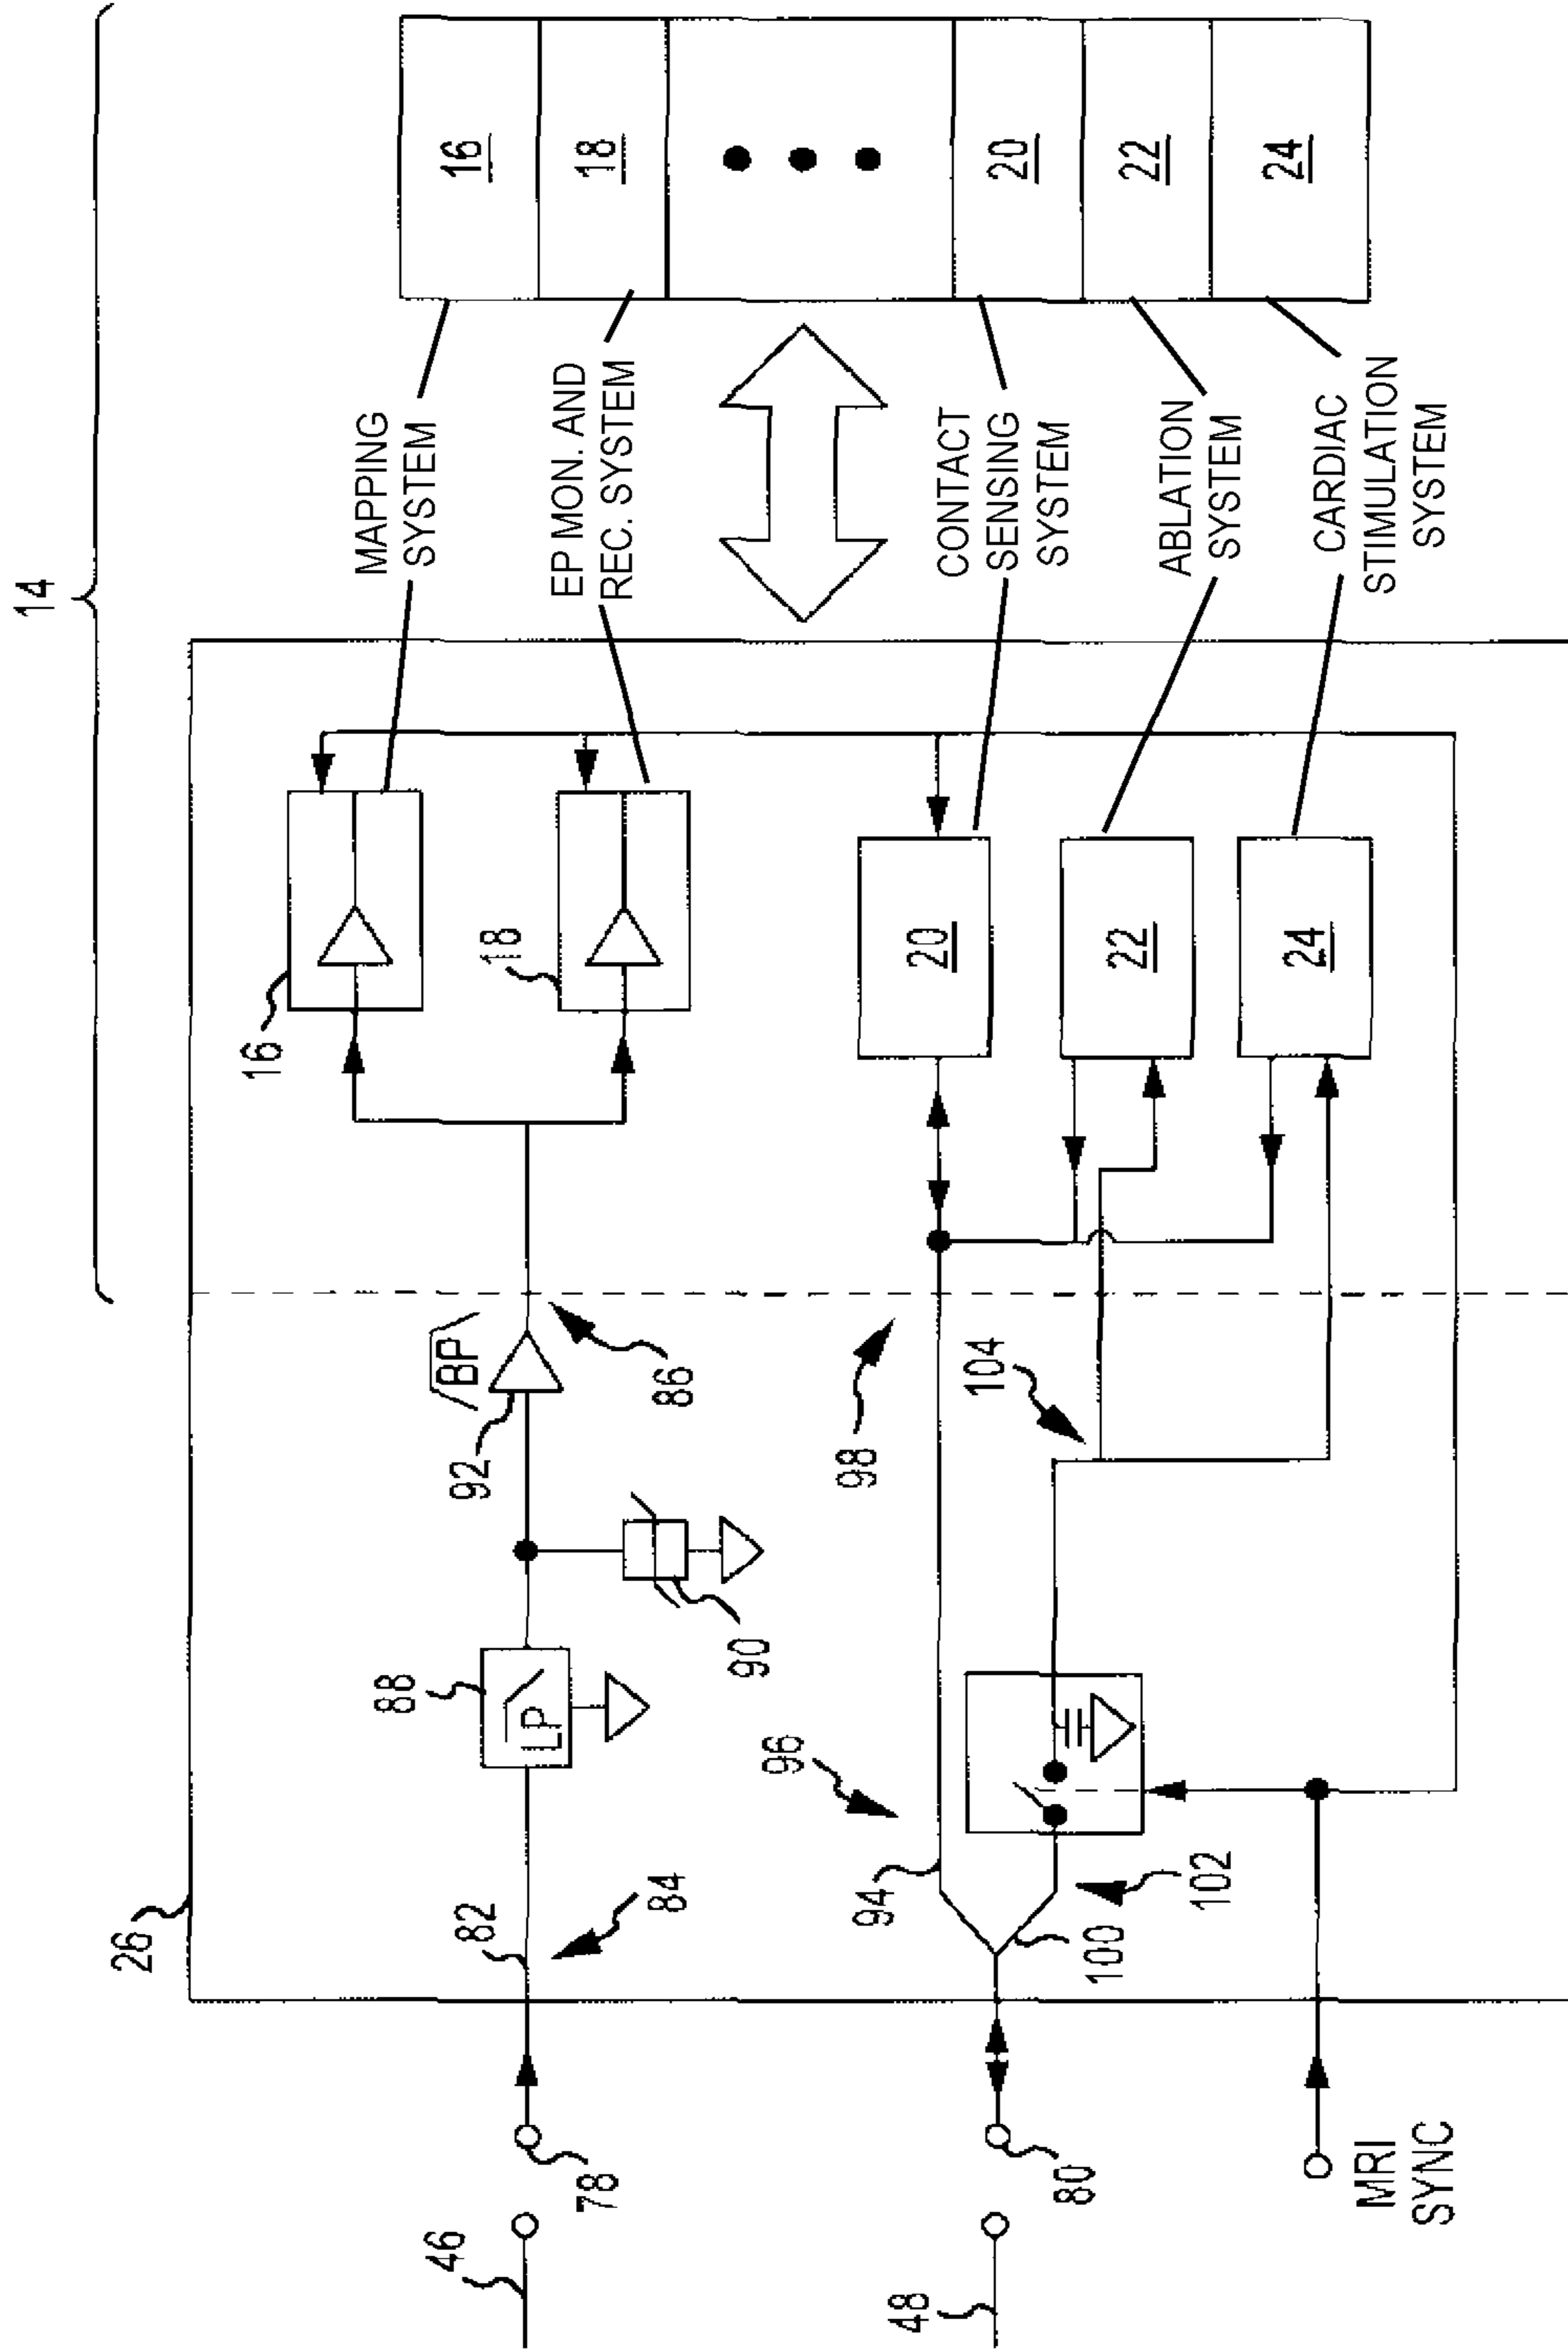 14
26
46
78
82
84
88
LP
90
92
BP
86
16
18
MAPPING
SYSTEM
EP MON. AND
REC. SYSTEM
16
18
48
80
94
96
98
100
102
104
20
22
24
CONTACT
SENSING
SYSTEM
ABLATION
SYSTEM
CARDIAC
STIMULATION
SYSTEM
20
22
24
MRI
SYNC